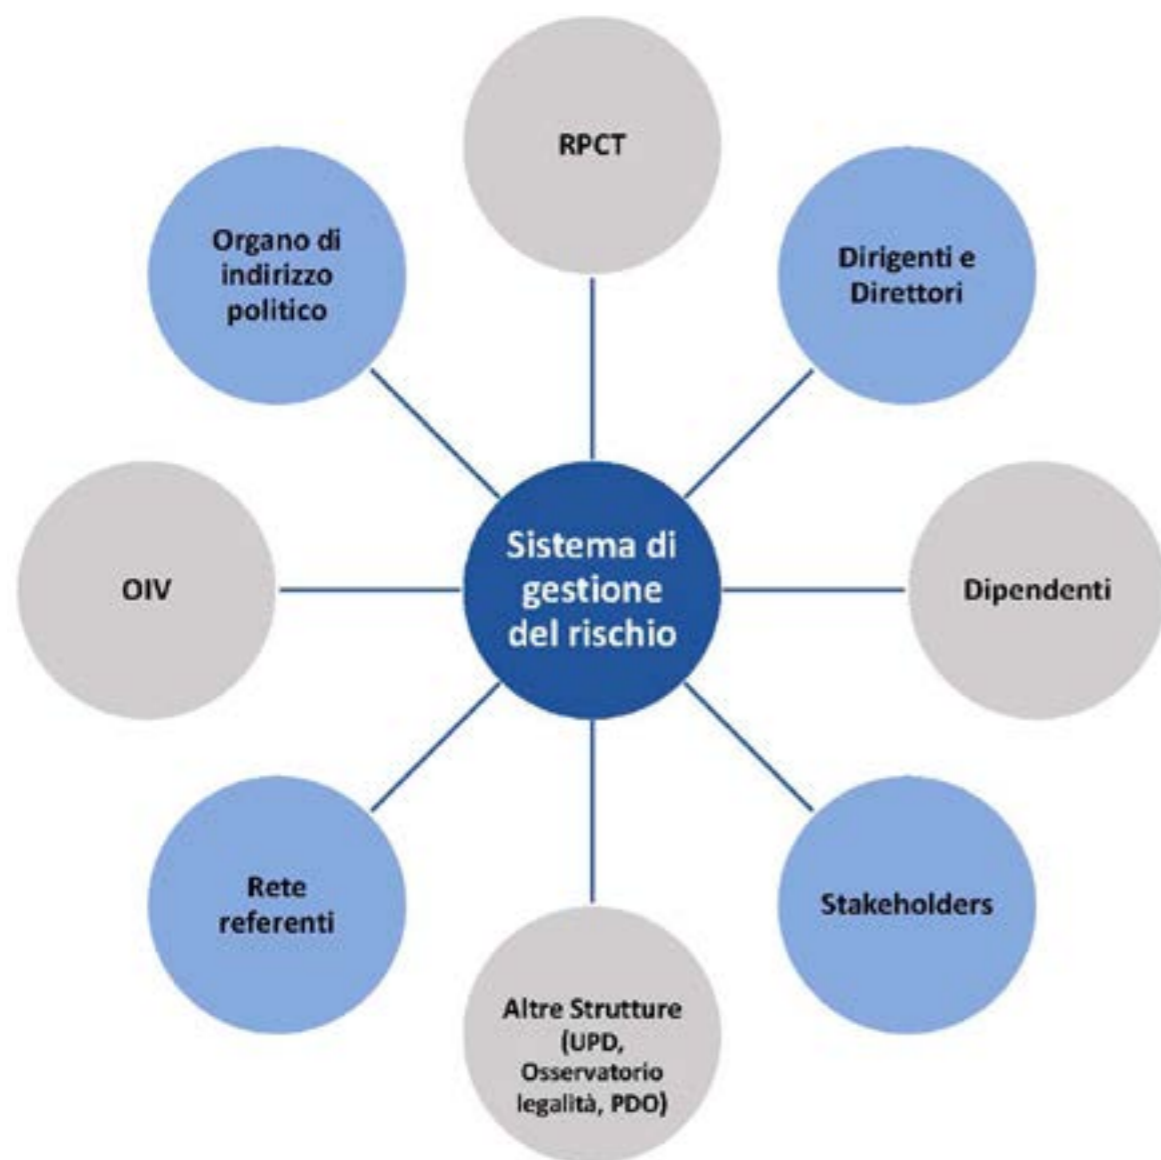 RPCT
Organo di
indirizzo
politico
Dirigenti e
Direttori
OIV
Sistema di
gestione
del rischio
Dipendenti
Rete
referenti
Stakeholders
Altre Strutture
(UPD,
Osservatorio
legalità, PDO)